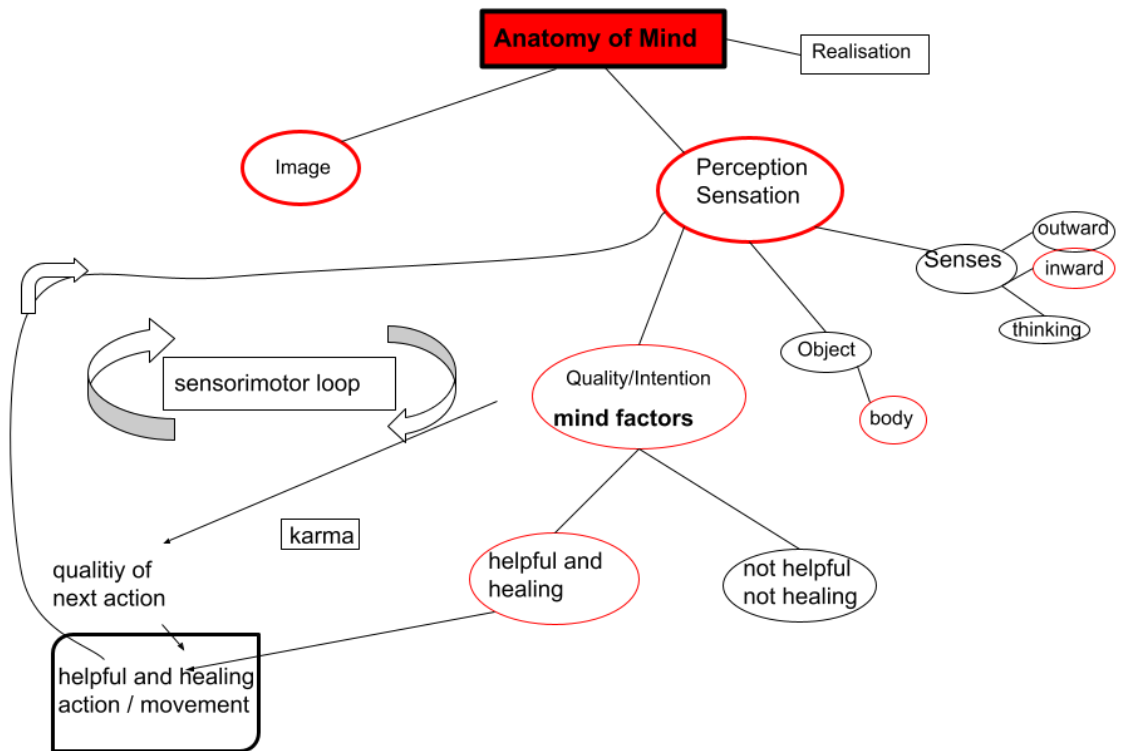 Anatomy of Mind
Realisation
Image
Perception
Sensation
outward
Senses
inward
thinking
Object
body
sensorimotor loop
Quality/Intention
mind factors
karma
qualitiy of
next action
helpful and
healing
not helpful
not healing
helpful and healing
action / movement